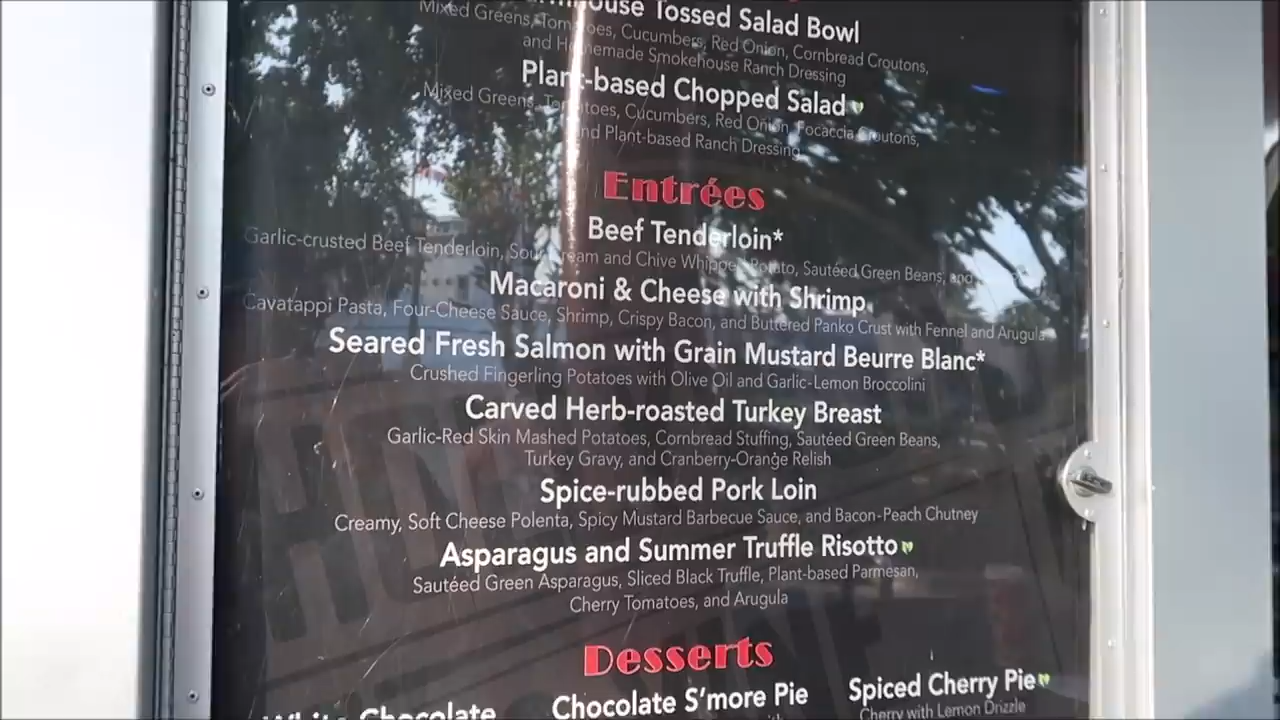 Tossed Salad Bowl
Mixed Greens, Tomatoes, Cucumbers, Red Onion, Cornbread Croutons,
and Homemade Smokehouse Ranch Dressing
Plant-based Chopped Salad
Mixed Greens, Tomatoes, Cucumbers, Red Onion, Focaccia Croutons,
and Plant-based Ranch Dressing
Entrées
Beef Tenderloin*
Garlic-crusted Beef Tenderloin, Sour Cream and Chive Whipped Potato, Sautéed Green Beans, and
Macaroni & Cheese with Shrimp
Cavatappi Pasta, Four-Cheese Sauce, Shrimp, Crispy Bacon, and Buttered Panko Crust with Fennel and Arugula
Seared Fresh Salmon with Grain Mustard Beurre Blanc*
Crushed Fingerling Potatoes with Olive Oil and Garlic-Lemon Broccolini
Carved Herb-roasted Turkey Breast
Garlic-Red Skin Mashed Potatoes, Cornbread Stuffing, Sautéed Green Beans,
Turkey Gravy, and Cranberry-Orange Relish
Spice-rubbed Pork Loin
Creamy, Soft Cheese Polenta, Spicy Mustard Barbecue Sauce, and Bacon-Peach Chutney
Asparagus and Summer Truffle Risotto
Sautéed Green Asparagus, Sliced Black Truffle, Plant-based Parmesan,
Cherry Tomatoes, and Arugula
Desserts
White Chocolate
Chocolate S'more Pie
Spiced Cherry Pie
Cherry with Lemon Drizzle